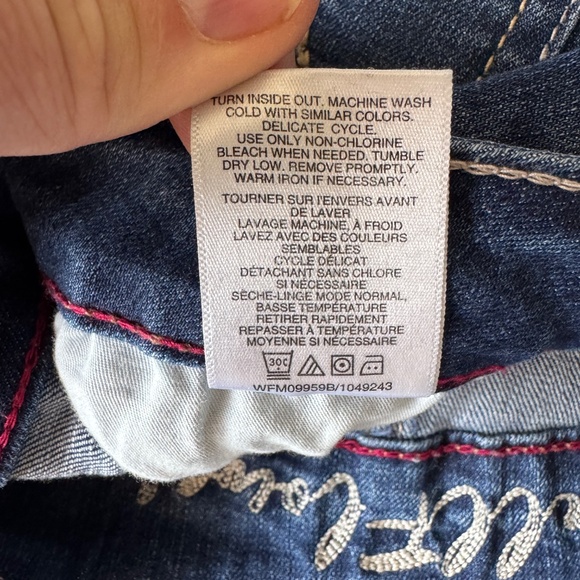 TURN INSIDE OUT. MACHINE WASH
COLD WITH SIMILAR COLORS.
DELICATE CYCLE.
USE ONLY NON-CHLORINE
BLEACH WHEN NEEDED. TUMBLE
DRY LOW. REMOVE PROMPTLY.
WARM IRON IF NECESSARY.
TOURNER SUR l'ENVERS AVANT
DE LAVER
LAVAGE MACHINE, À FROID
LAVEZ AVEC DES COULEURS
SEMBLABLES
CYCLE DÉLICAT
DÉTACHANT SANS CHLORE
SI NÉCESSAIRE
SÈCHE-LINGE MODE NORMAL,
BASSE TEMPÉRATURE
RETIRER RAPIDEMENT
REPASSER À TEMPÉRATURE
MOYENNE SI NÉCESSAIRE
30C
WFM09959B/1049243